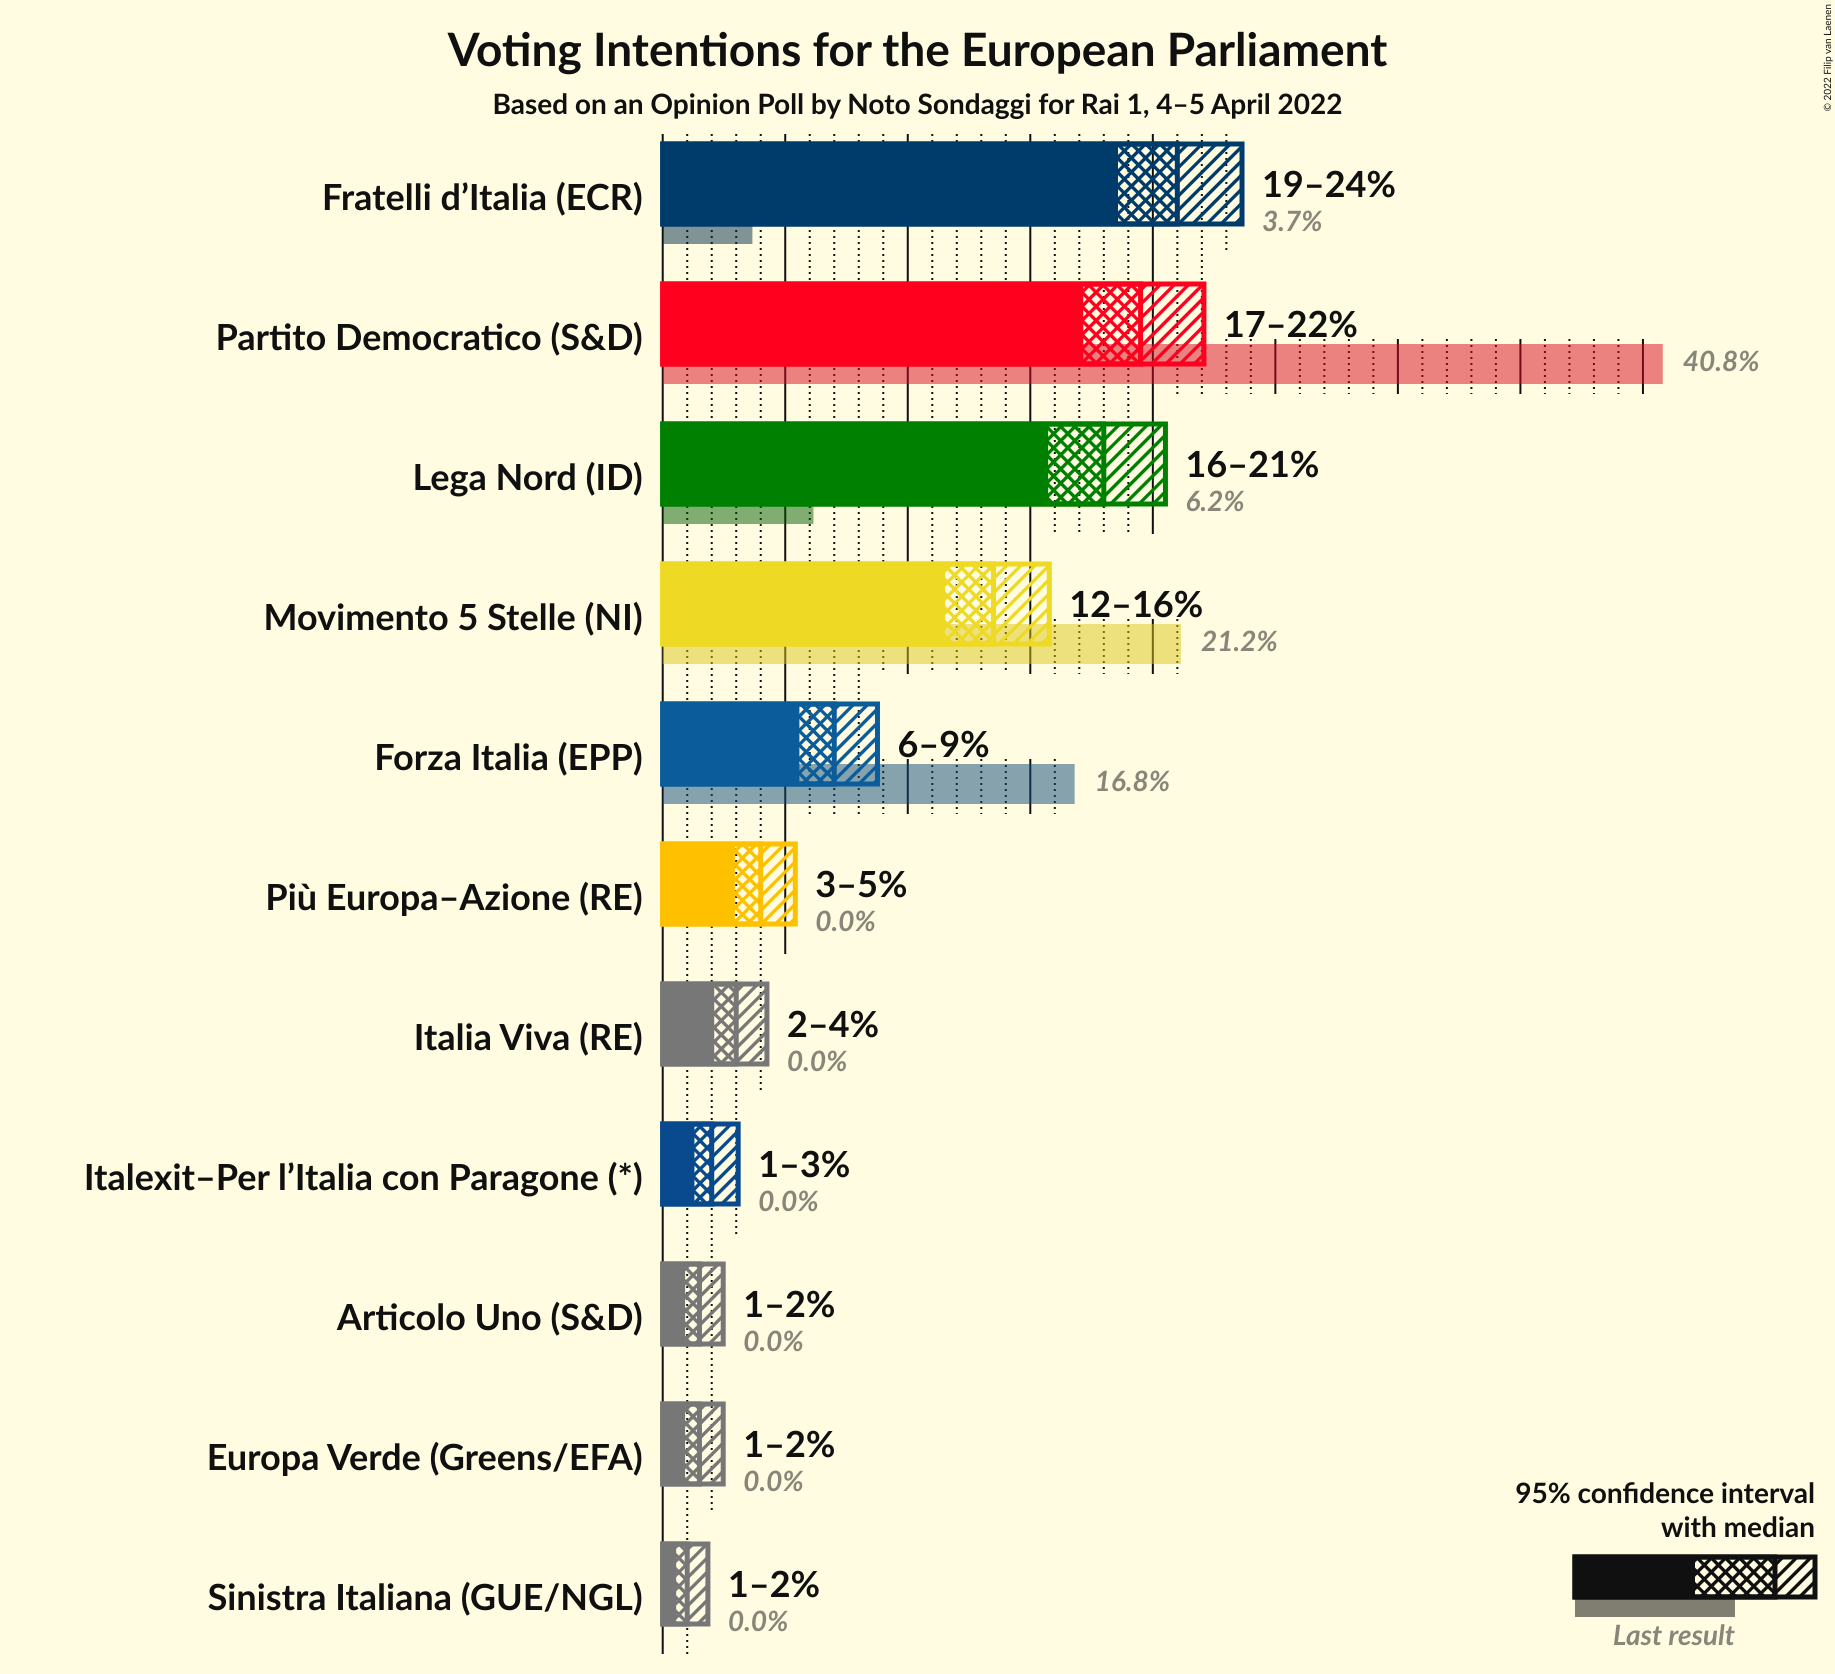 Voting Intentions for the European Parliament
Based on an Opinion Poll by Noto Sondaggi for Rai 1, 4–5 April 2022
© 2022 Filip van Laenen
Fratelli d’Italia (ECR)
19–24%
3.7%
Partito Democratico (S&D)
17–22%
40.8%
Lega Nord (ID)
16–21%
6.2%
Movimento 5 Stelle (NI)
12–16%
21.2%
Forza Italia (EPP)
6–9%
16.8%
Più Europa–Azione (RE)
3–5%
0.0%
Italia Viva (RE)
2–4%
0.0%
Italexit–Per l’Italia con Paragone (*)
1–3%
0.0%
Articolo Uno (S&D)
1–2%
0.0%
Europa Verde (Greens/EFA)
1–2%
0.0%
Sinistra Italiana (GUE/NGL)
1–2%
0.0%
95% confidence interval
with median
Last result